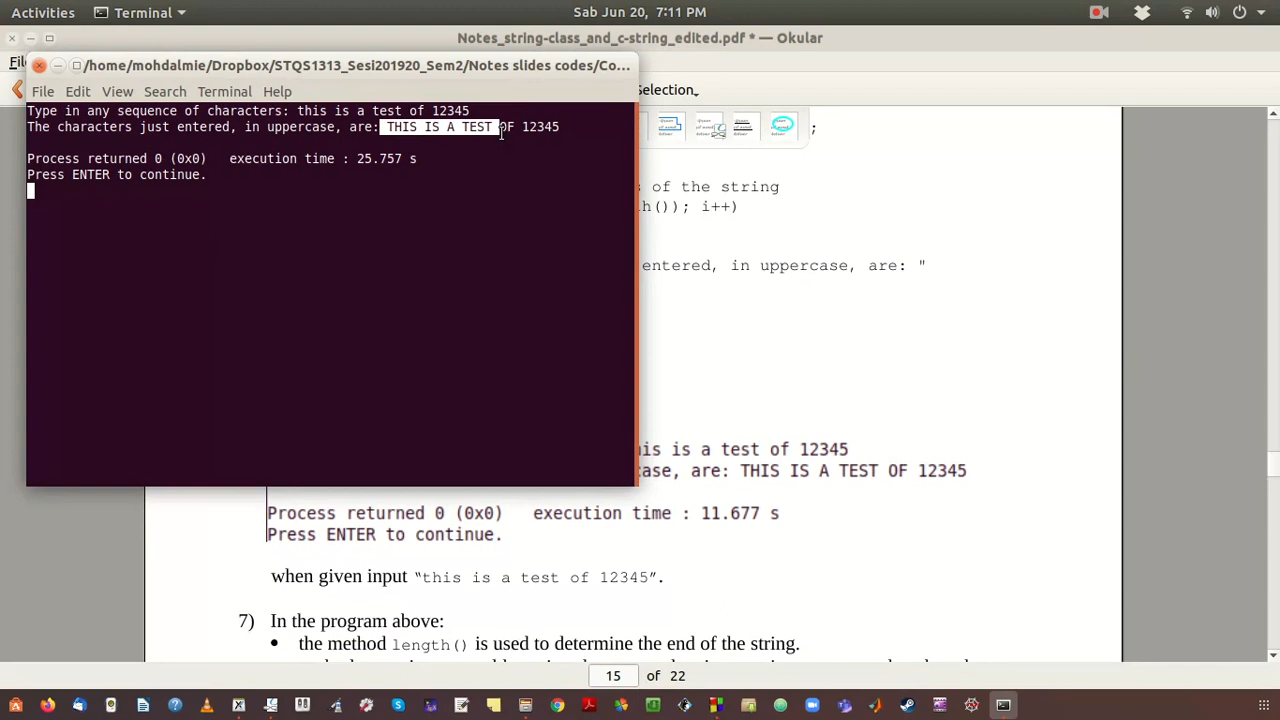 Activities Terminal Sab Jun 20, 7:11 PM
Notes_string-class_and_c-string_edited.pdf * — Okular
/home/mohdalmie/Dropbox/STQS1313_Sesi201920_Sem2/Notes slides codes/Co...
File Edit View Search Terminal Help
Type in any sequence of characters: this is a test of 12345
The characters just entered, in uppercase, are: THIS IS A TEST OF 12345
Process returned 0 (0x0) execution time : 25.757 s
Press ENTER to continue.
Selection
;
s of the string
h()); i++)
entered, in uppercase, are: "
is is a test of 12345
case, are: THIS IS A TEST OF 12345
Process returned 0 (0x0) execution time : 11.677 s
Press ENTER to continue.
when given input “this is a test of 12345”.
7) In the program above:
• the method length() is used to determine the end of the string.
15 of 22